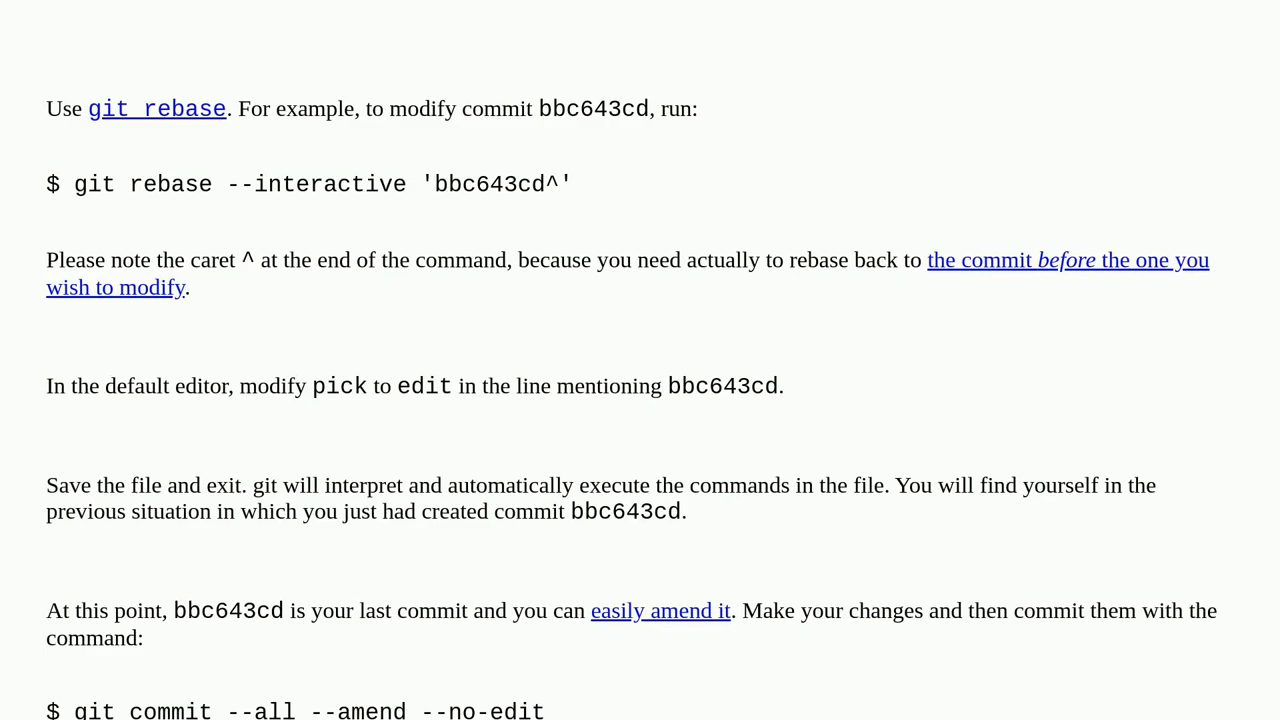 Use git rebase. For example, to modify commit bbc643cd, run:
$ git rebase --interactive 'bbc643cd^'
Please note the caret ^ at the end of the command, because you need actually to rebase back to the commit before the one you
wish to modify.
In the default editor, modify pick to edit in the line mentioning bbc643cd.
Save the file and exit. git will interpret and automatically execute the commands in the file. You will find yourself in the
previous situation in which you just had created commit bbc643cd.
At this point, bbc643cd is your last commit and you can easily amend it. Make your changes and then commit them with the
command:
$ git commit --all --amend --no-edit